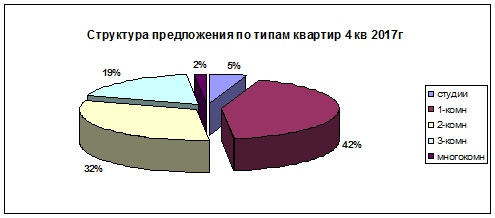 Структура предложения по типам квартир 4 кв 2017г
2% 5%
19%
42%
32%
студии
1-комн
2-комн
3-комн
многокомн